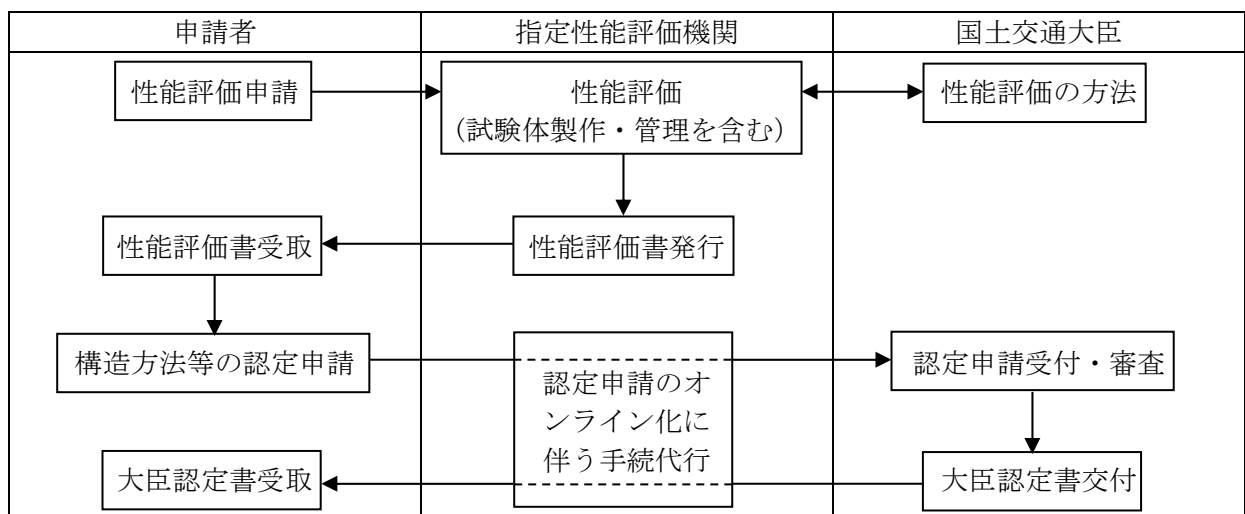 申請者
指定性能評価機関
国土交通大臣
性能評価申請
性能評価
(試験体製作・管理を含む)
性能評価の方法
性能評価書受取
性能評価書発行
構造方法等の認定申請
認定申請のオ
ンライン化に
伴う手続代行
認定申請受付・審査
大臣認定書受取
大臣認定書交付